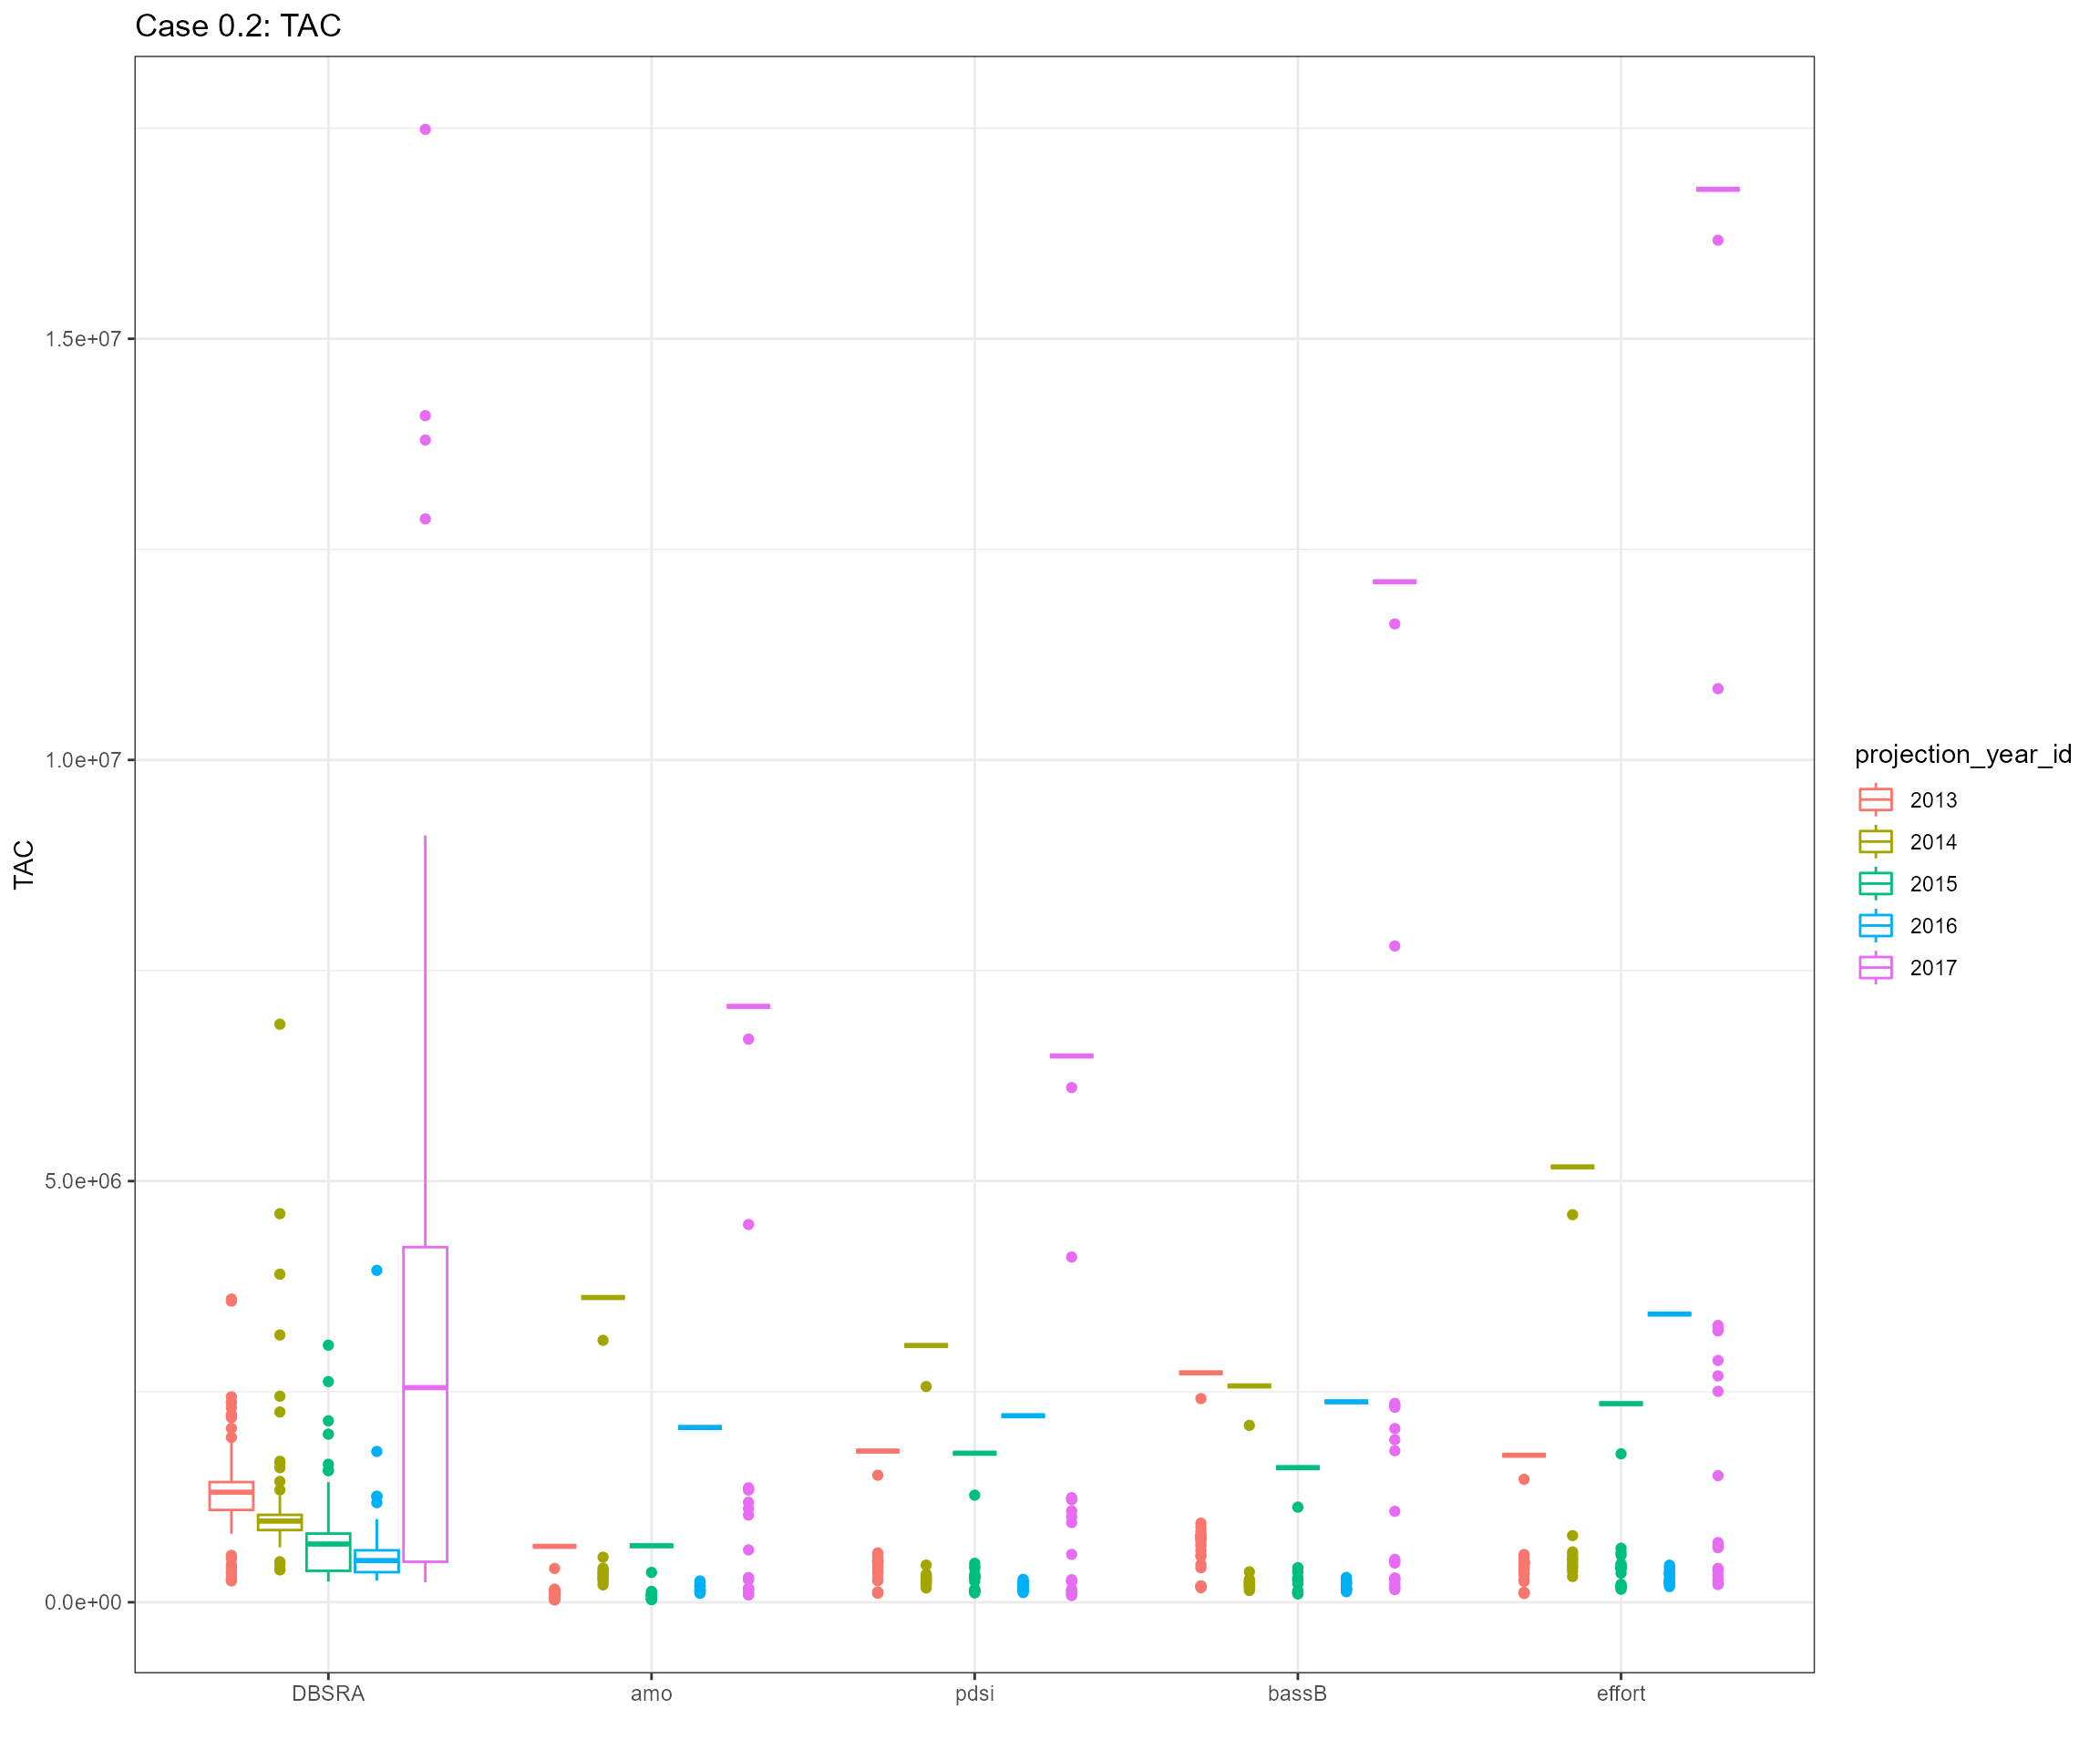 Case 0.2: TAC
TAC
1.5e+07
1.0e+07
5.0e+06
0.0e+00
DBSRA
amo
pdsi
bassB
effort
projection_year_id
2013
2014
2015
2016
2017